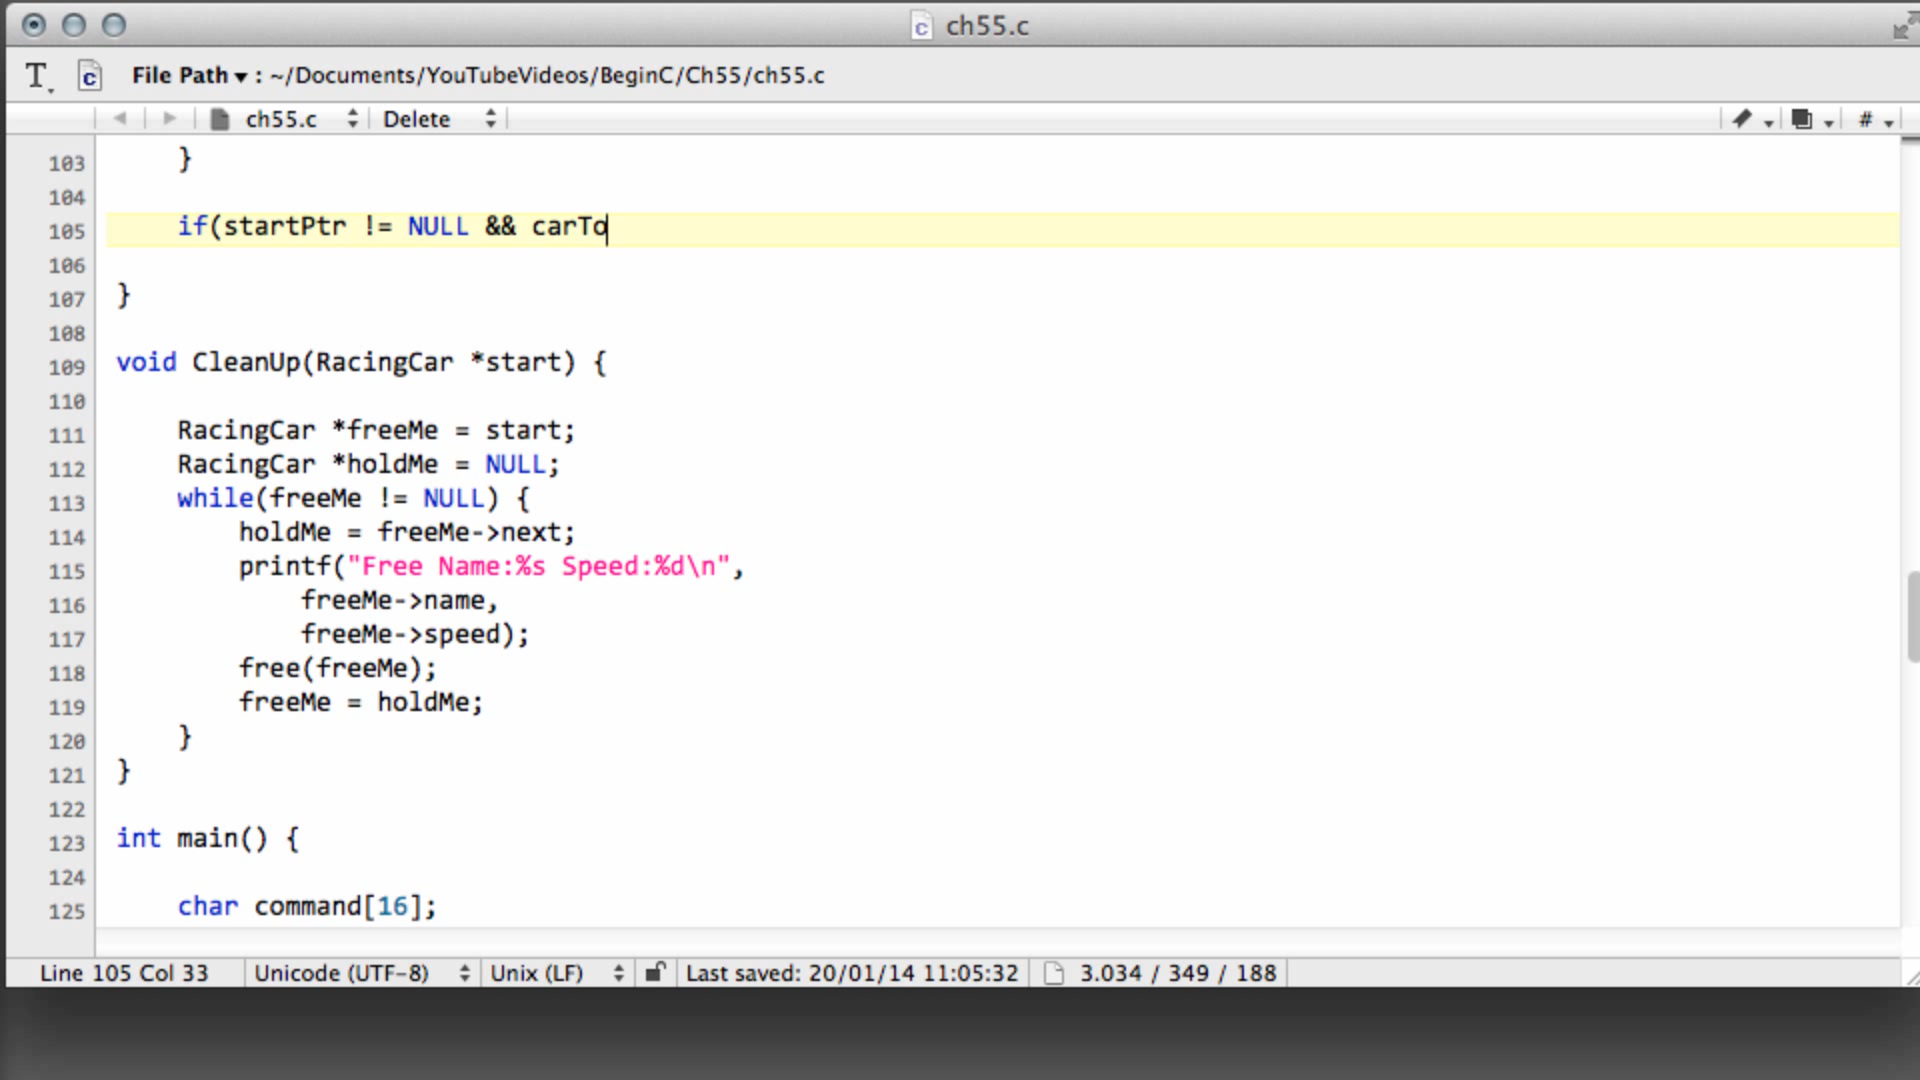 ch55.c
File Path : ~/Documents/YouTubeVideos/BeginC/Ch55/ch55.c
ch55.c Delete #
103 }
104
105 if(startPtr != NULL && carTo
106
107 }
108
109 void CleanUp(RacingCar *start) {
110
111 RacingCar *freeMe = start;
112 RacingCar *holdMe = NULL;
113 while(freeMe != NULL) {
114 holdMe = freeMe->next;
115 printf("Free Name:%s Speed:%d\n",
116 freeMe->name,
117 freeMe->speed);
118 free(freeMe);
119 freeMe = holdMe;
120 }
121 }
122
123 int main() {
124
125 char command[16];
Line 105 Col 33 Unicode (UTF-8) Unix (LF) Last saved: 20/01/14 11:05:32 3.034 / 349 / 188